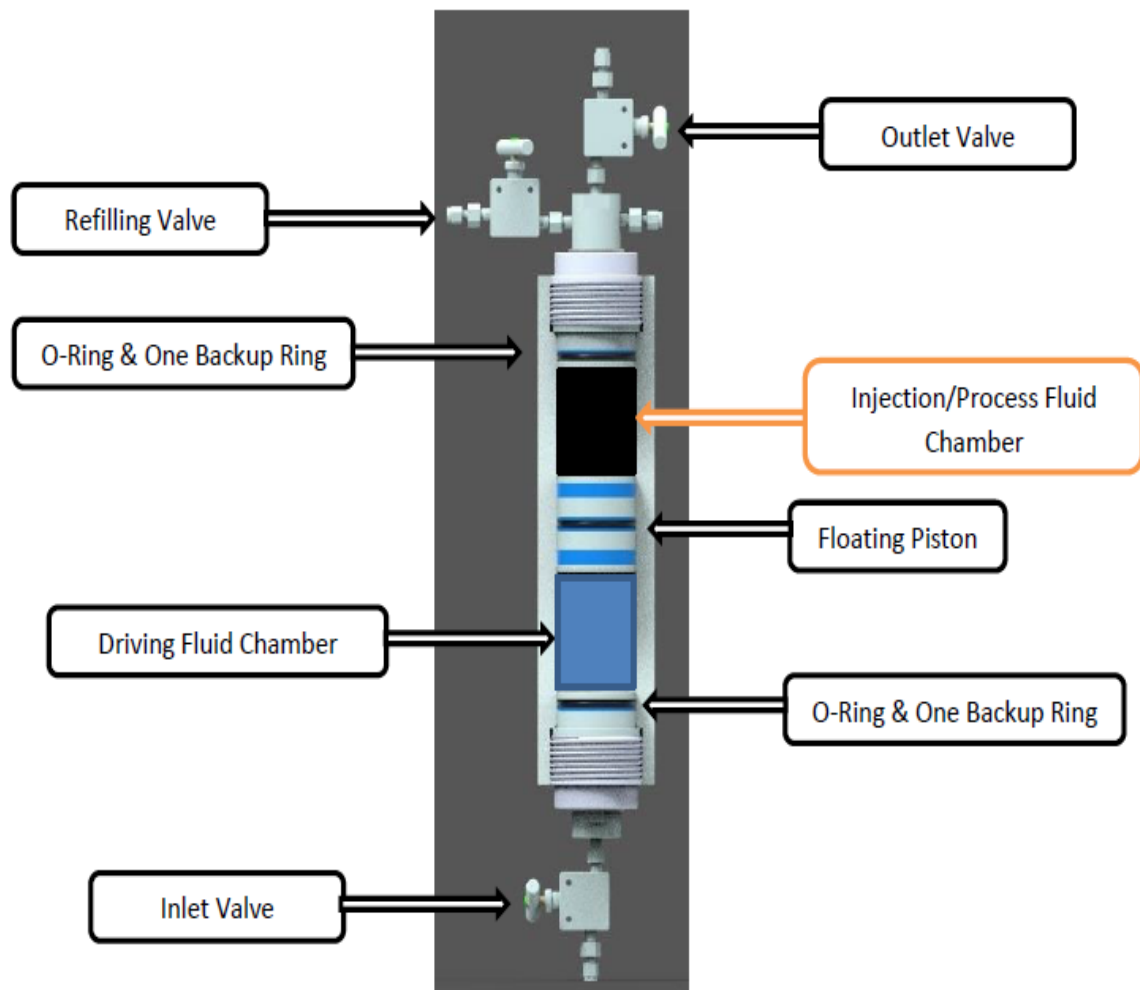 Outlet Valve
Refilling Valve
O-Ring & One Backup Ring
Injection/Process Fluid
Chamber
Floating Piston
Driving Fluid Chamber
O-Ring & One Backup Ring
Inlet Valve